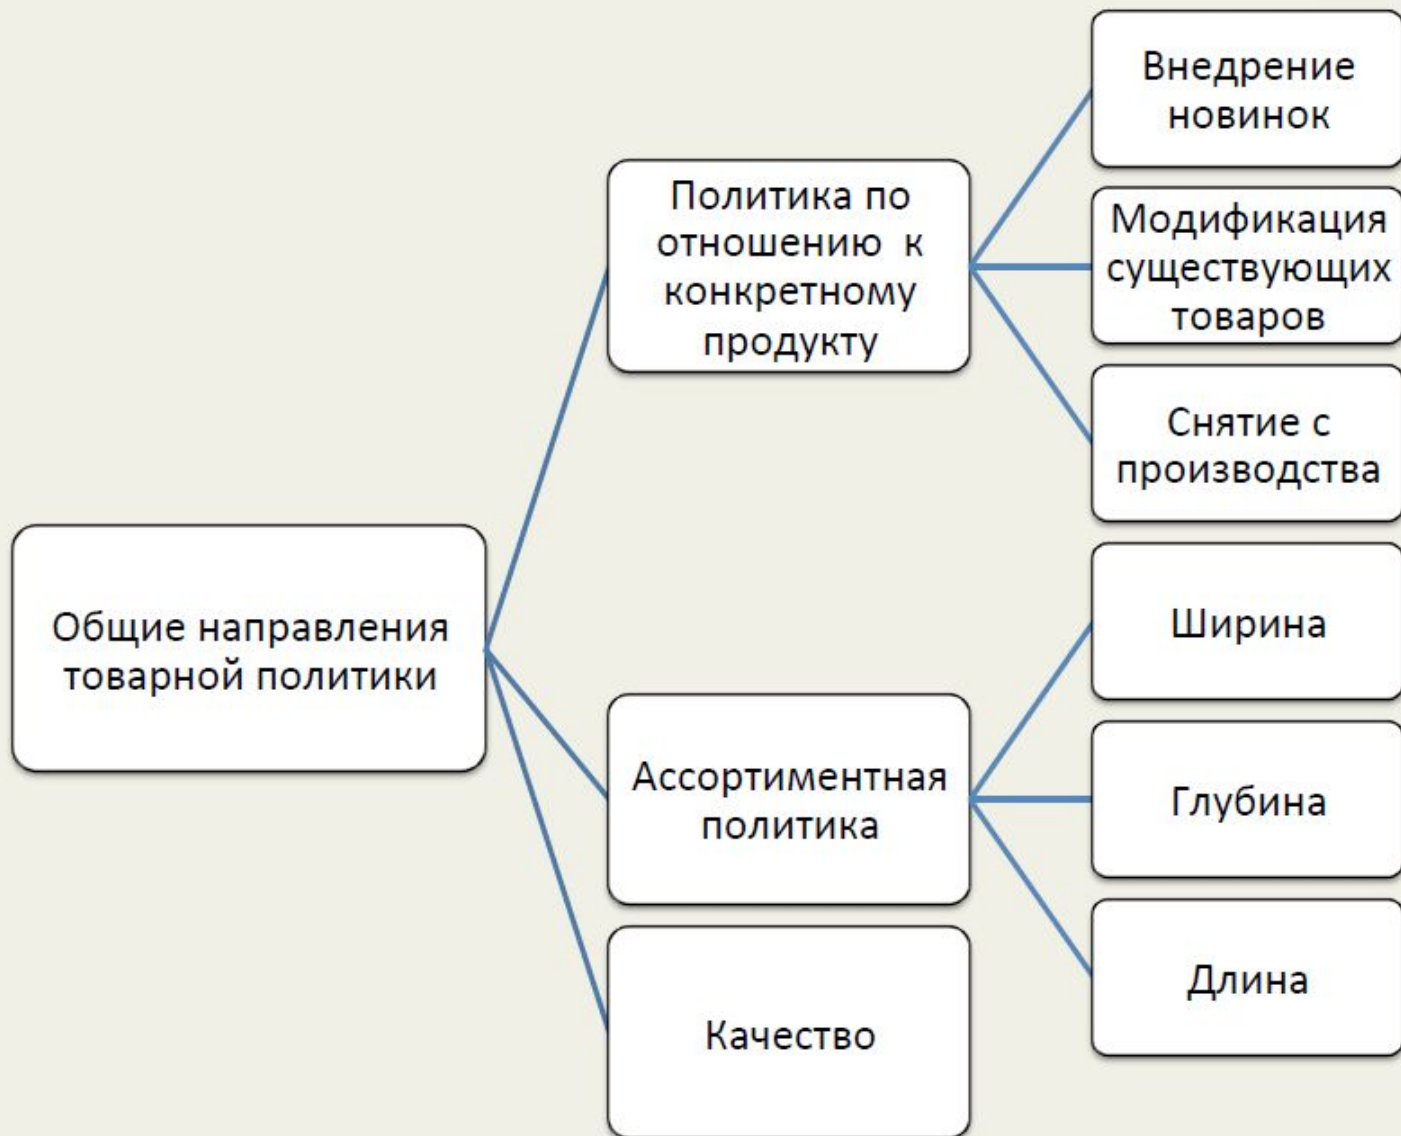 Общие направления
товарной политики
Политика по
отношению к
конкретному
продукту
Внедрение
новинок
Модификация
существующих
товаров
Снятие с
производства
Ассортиментная
политика
Ширина
Глубина
Длина
Качество